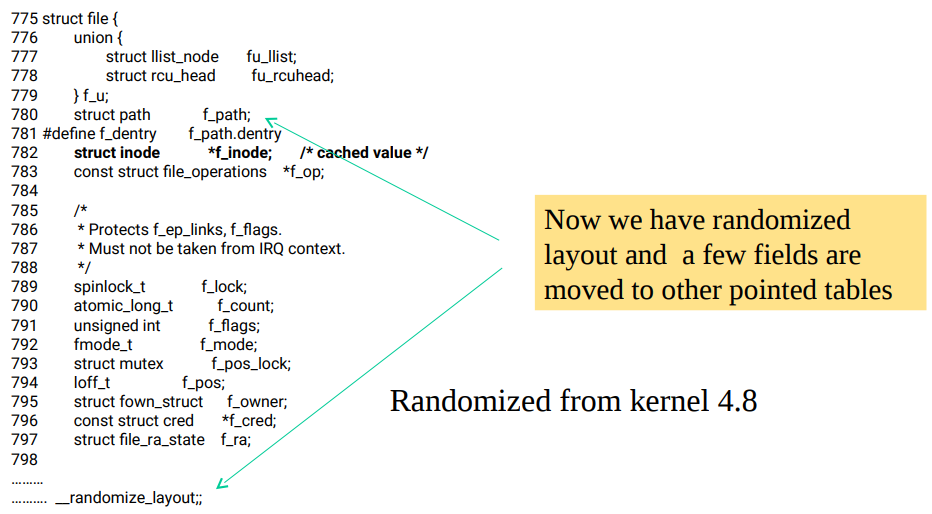 775 struct file {
776 union {
777 struct llist_node fu_llist;
778 struct rcu_head fu_rcuhead;
779 } f_u;
780 struct path f_path;
781 #define f_dentry f_path.dentry
782 struct inode *f_inode; /* cached value */
783 const struct file_operations *f_op;
784
785 /*
786 * Protects f_ep_links, f_flags.
787 * Must not be taken from IRQ context.
788 */
789 spinlock_t f_lock;
790 atomic_long_t f_count;
791 unsigned int f_flags;
792 fmode_t f_mode;
793 struct mutex f_pos_lock;
794 loff_t f_pos;
795 struct fown_struct f_owner;
796 const struct cred *f_cred;
797 struct file_ra_state f_ra;
798
………
………. __randomize_layout;;
Now we have randomized
layout and a few fields are
moved to other pointed tables
Randomized from kernel 4.8